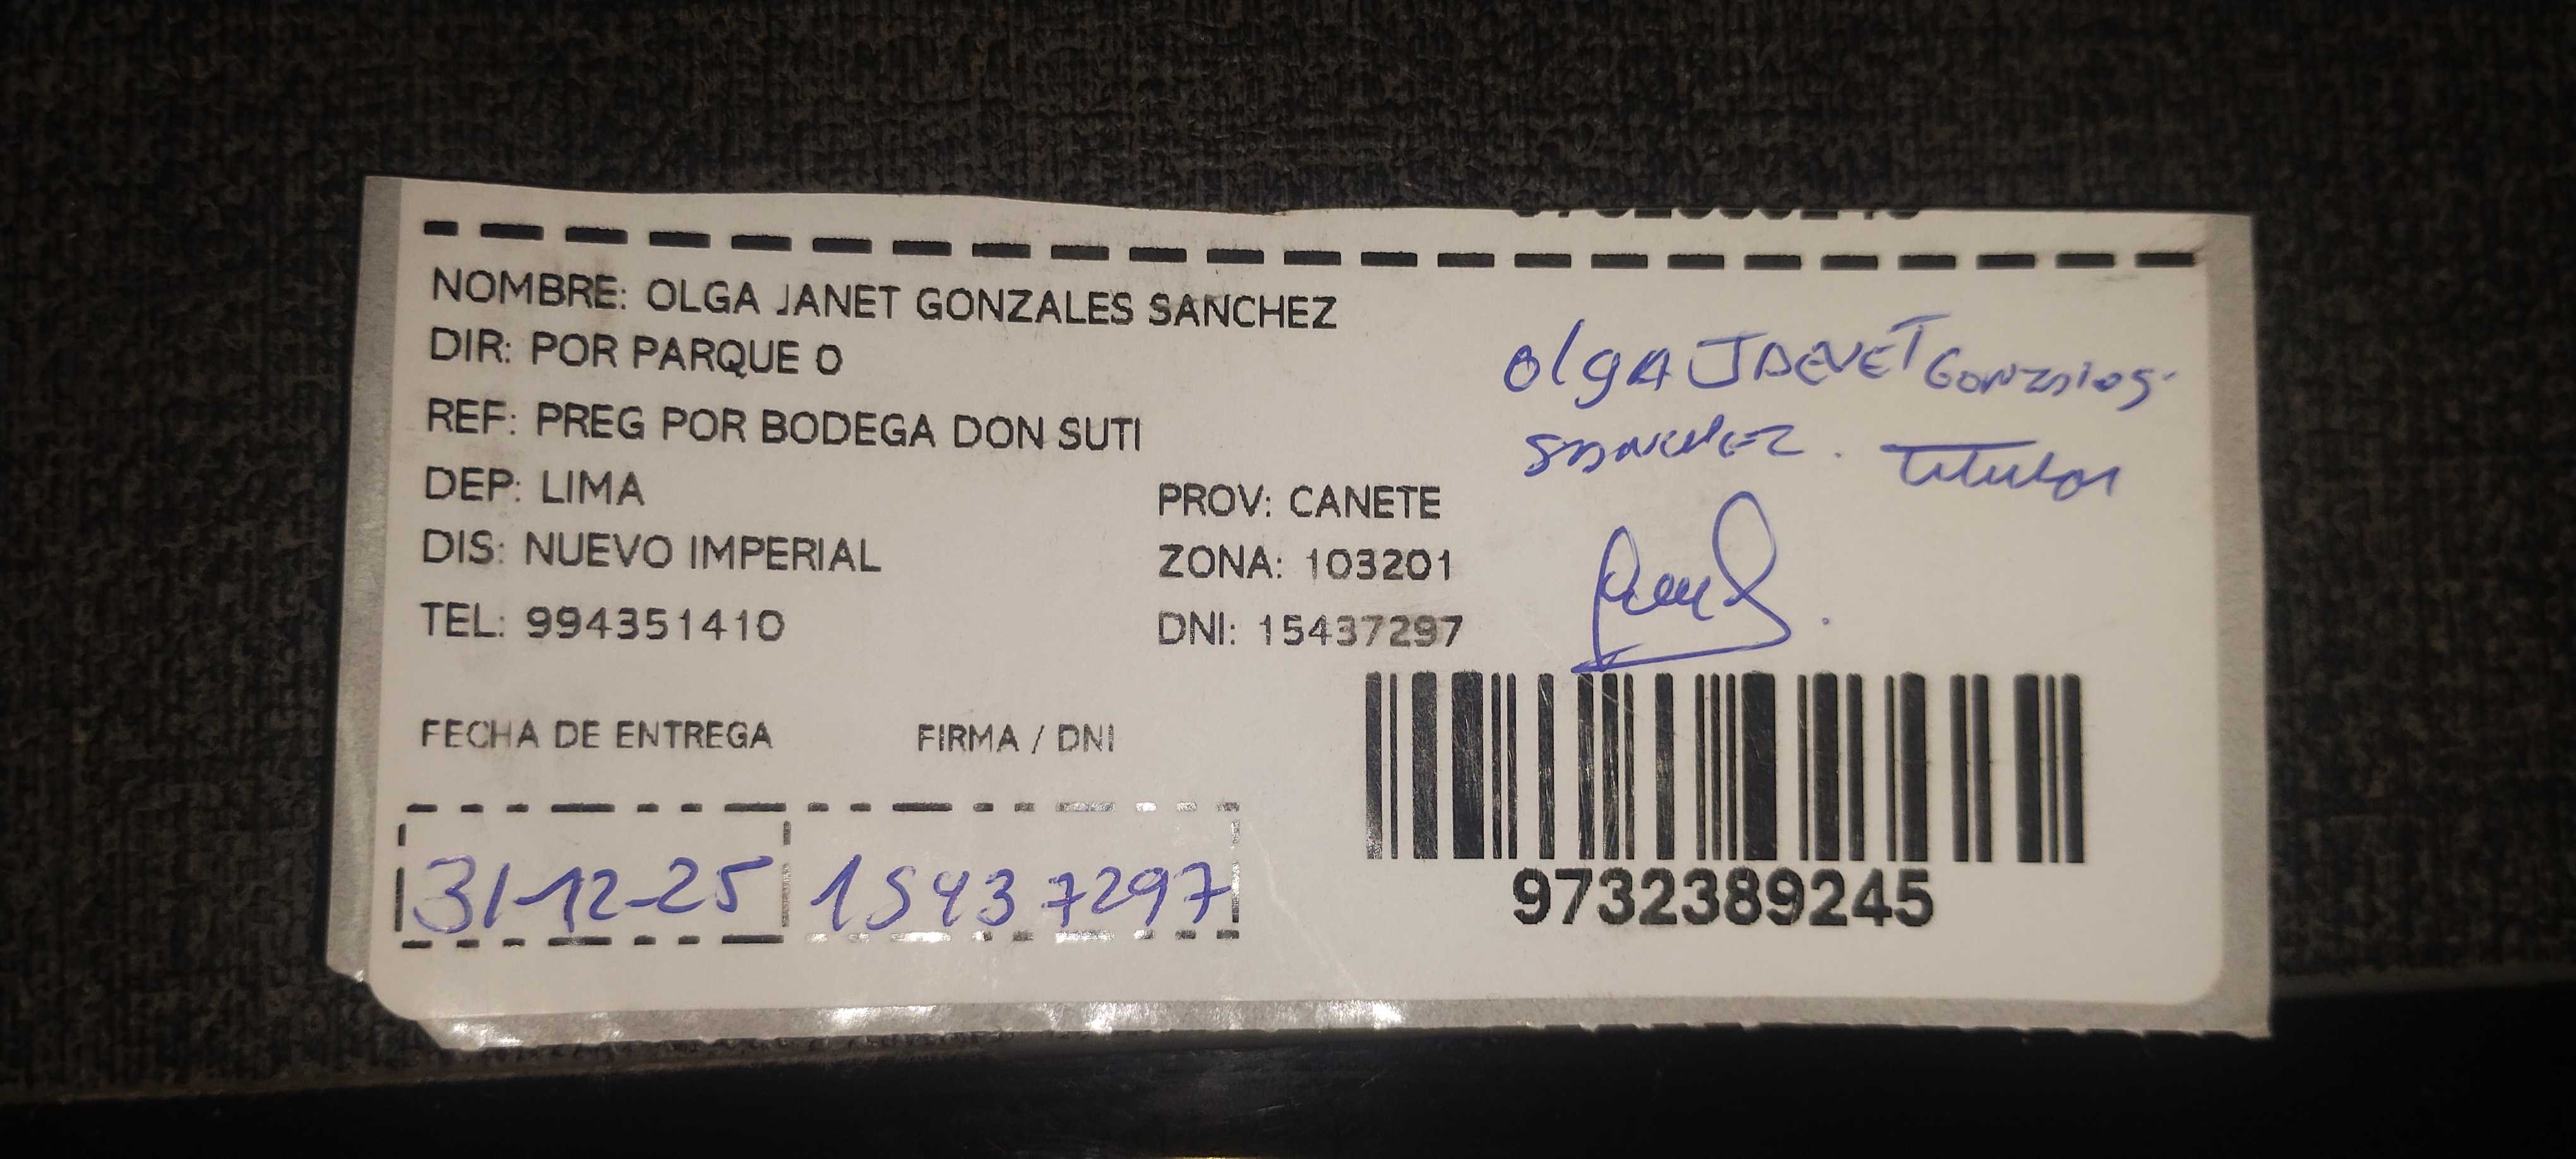 NOMBRE: OLGA JANET GONZALES SANCHEZ
DIR: POR PARQUE O
REF: PREG POR BODEGA DON SUTI
DEP: LIMA
PROV: CANETE
DIS: NUEVO IMPERIAL
ZONA: 103201
TEL: 994351410
DNI: 15437297
OlgA JANET Gonzales
SANCHEZ. Titular
FECHA DE ENTREGA
FIRMA / DNI
31-12-25
15437297
9732389245